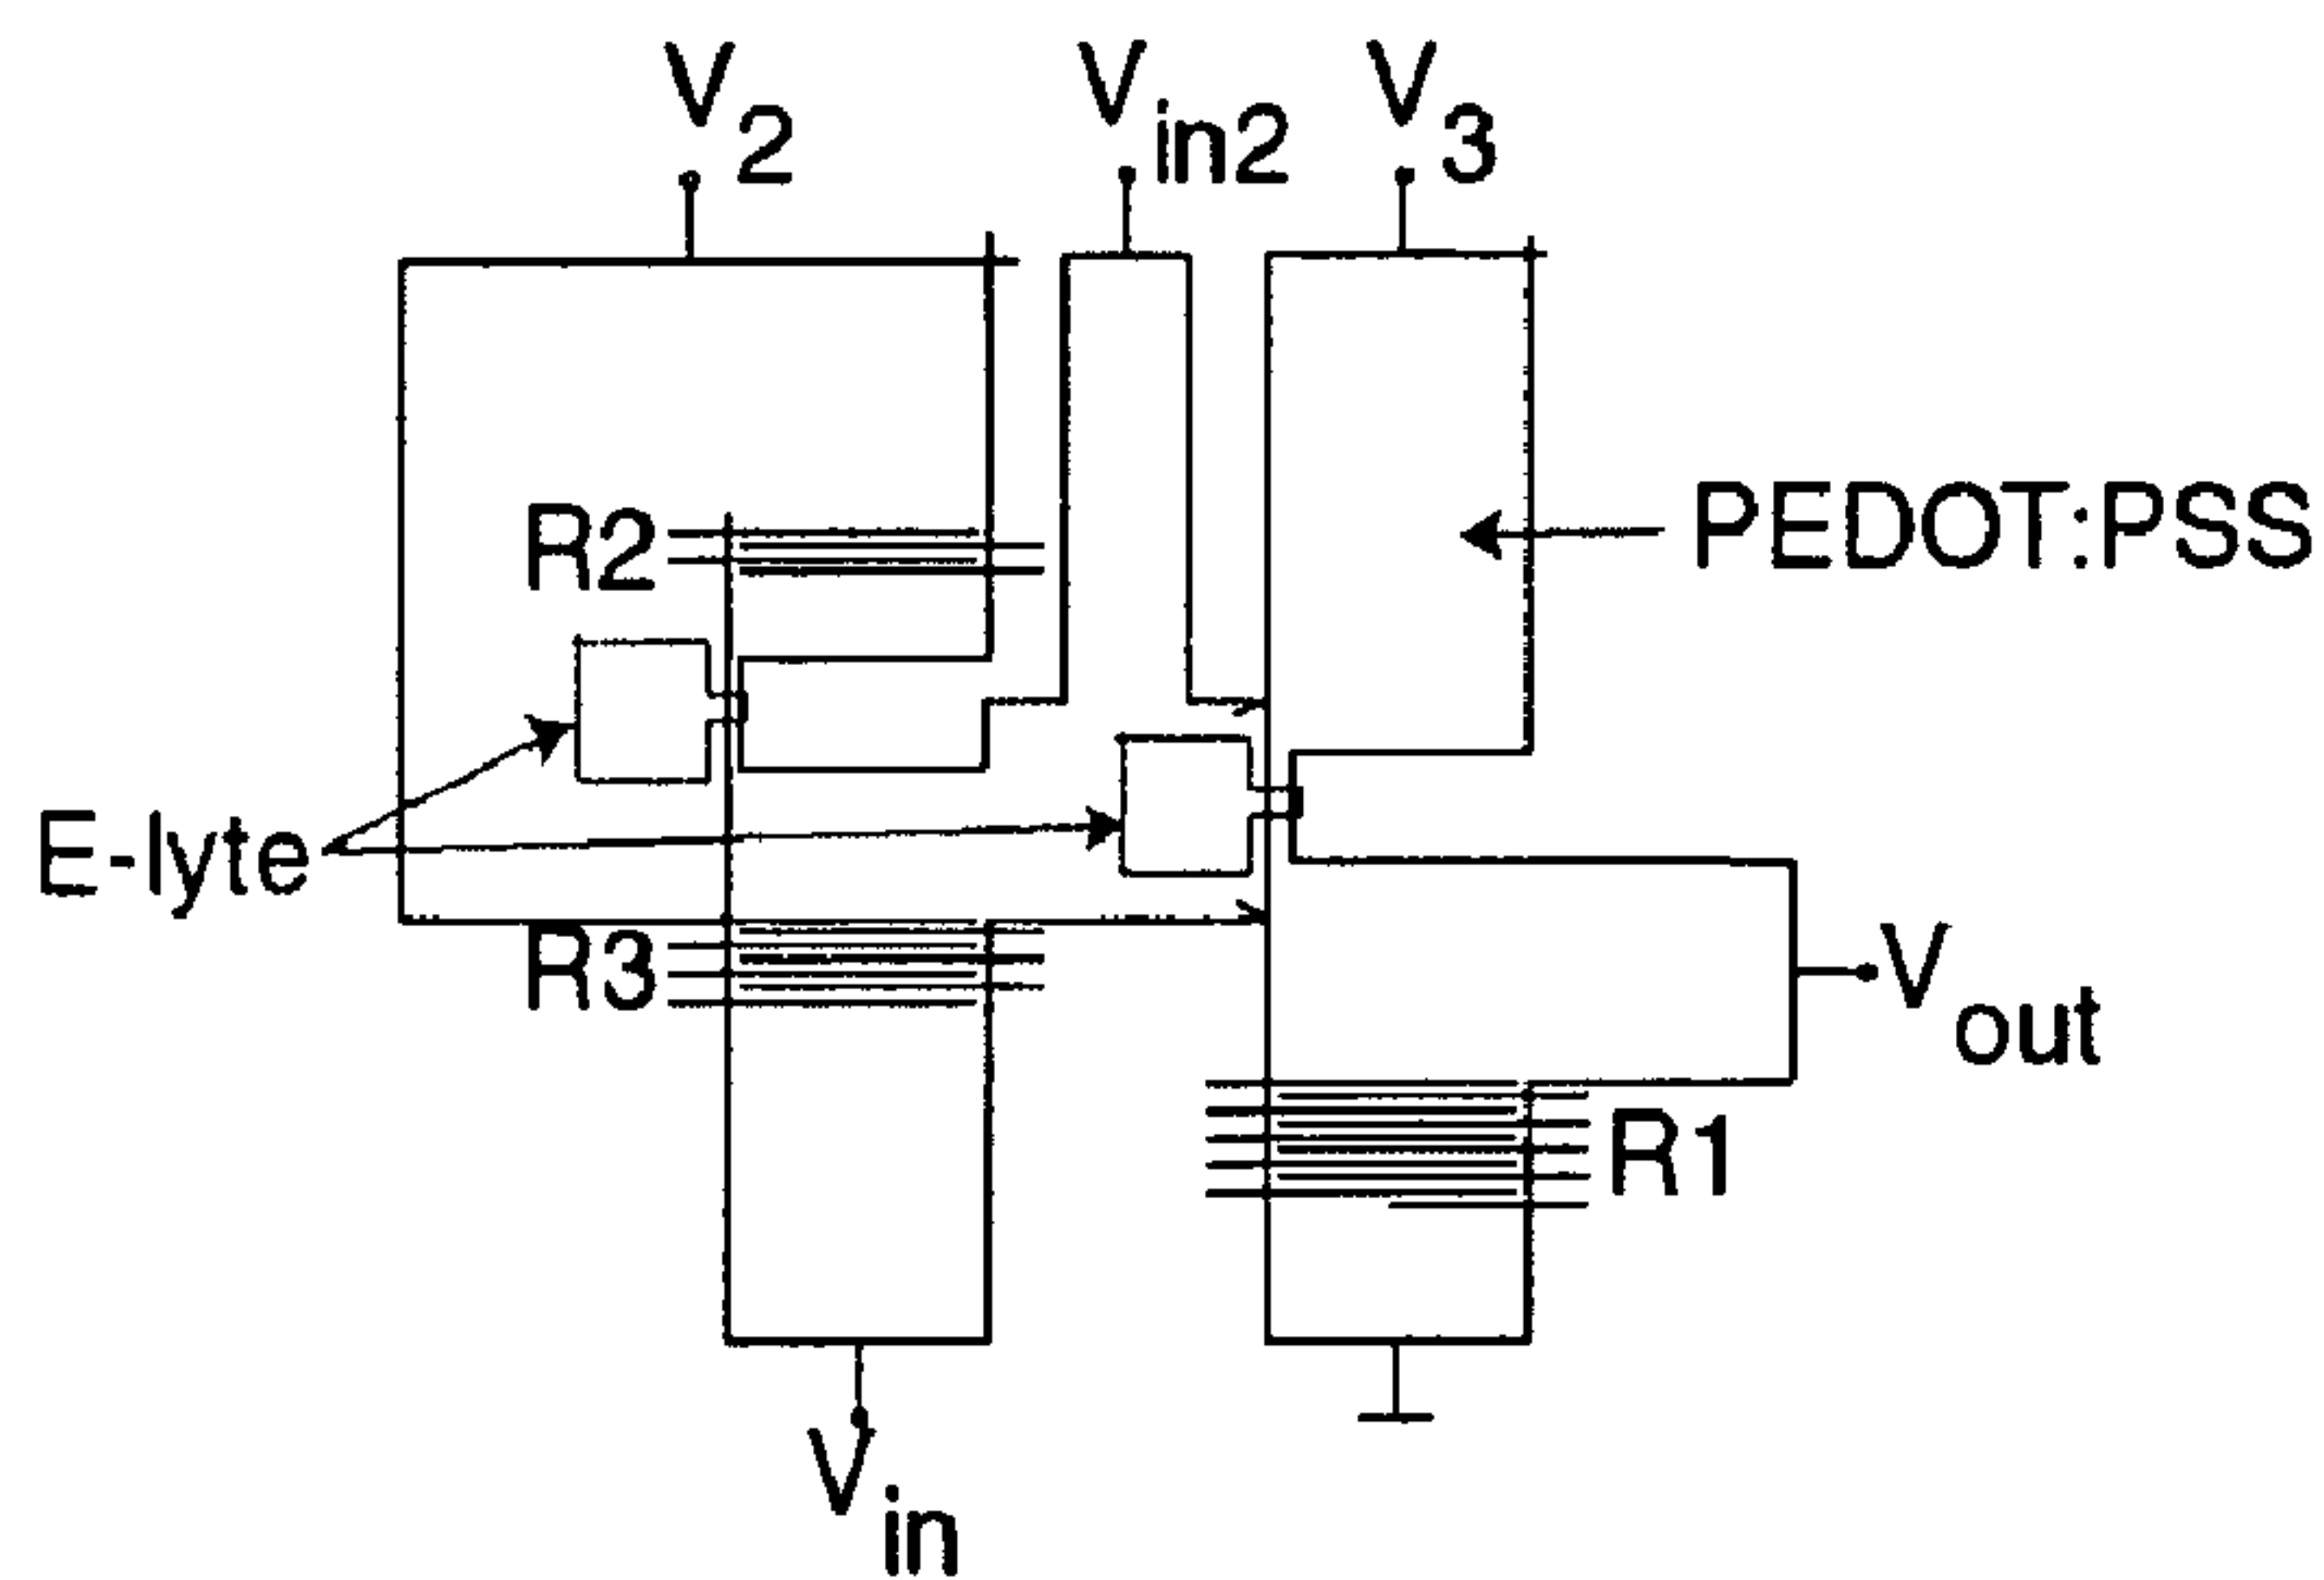 V2
Vin2
V3
R2
PEDOT:PSS
E-lyte
R3
Vout
R1
Vin